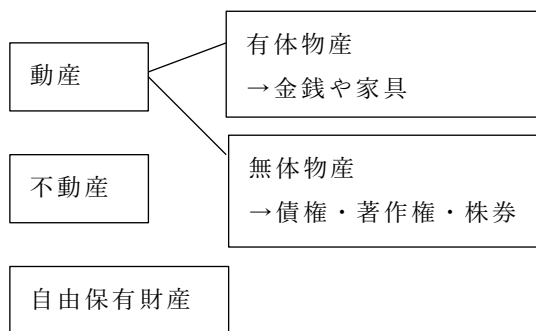 動産
有体物産
→金銭や家具
不動産
無体物産
→債権・著作権・株券
自由保有財産